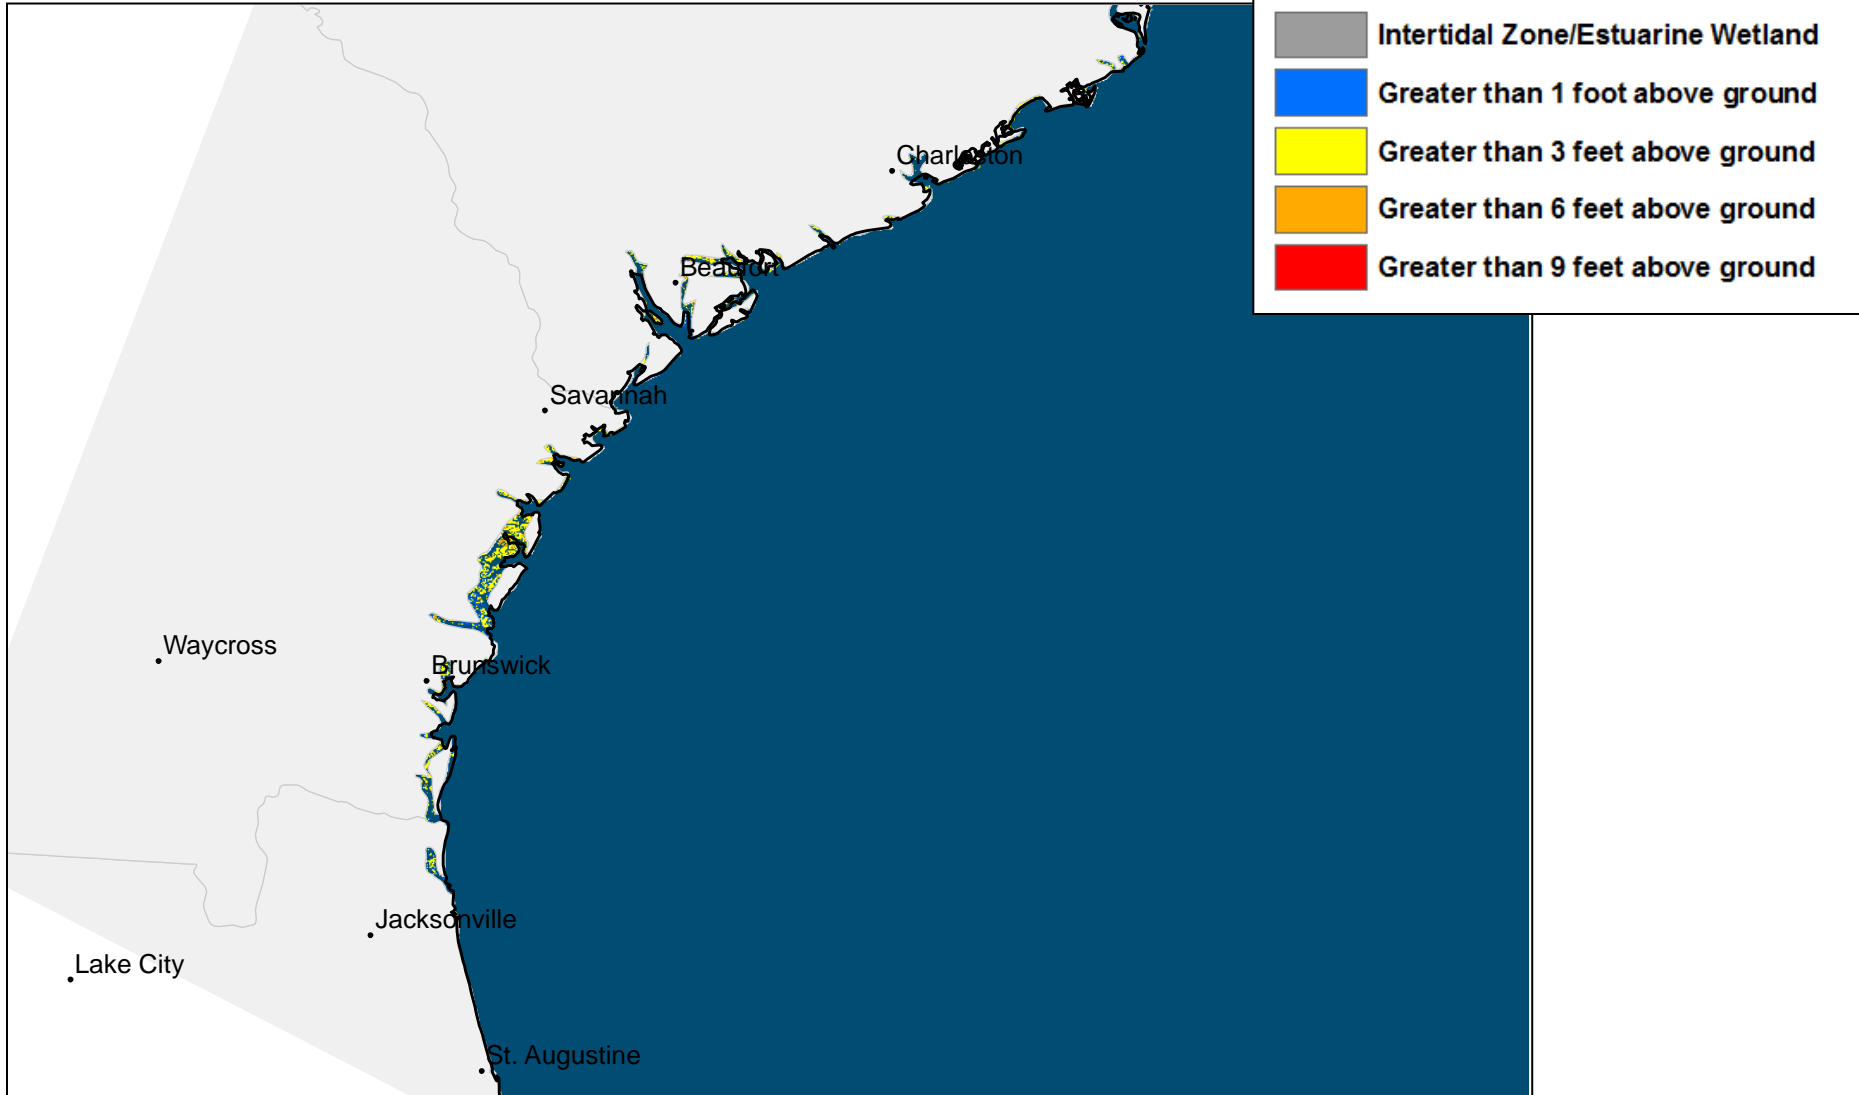 Intertidal Zone/Estuarine Wetland
Greater than 1 foot above ground
Greater than 3 feet above ground
Greater than 6 feet above ground
Greater than 9 feet above ground
Charleston
Beaufort
Savannah
Waycross
Brunswick
Jacksonville
Lake City
St. Augustine